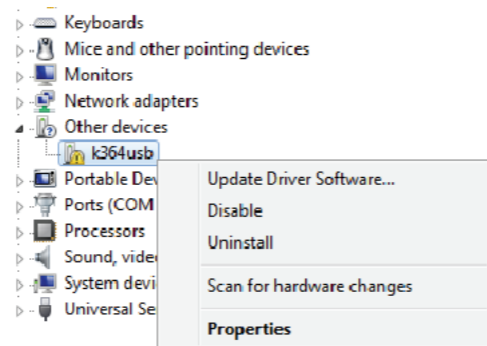 Keyboards
Mice and other pointing devices
Monitors
Network adapters
Other devices
k364usb
Portable Dev
Update Driver Software...
Ports (COM
Disable
Processors
Uninstall
Sound, video
System devi
Scan for hardware changes
Universal Se
Properties